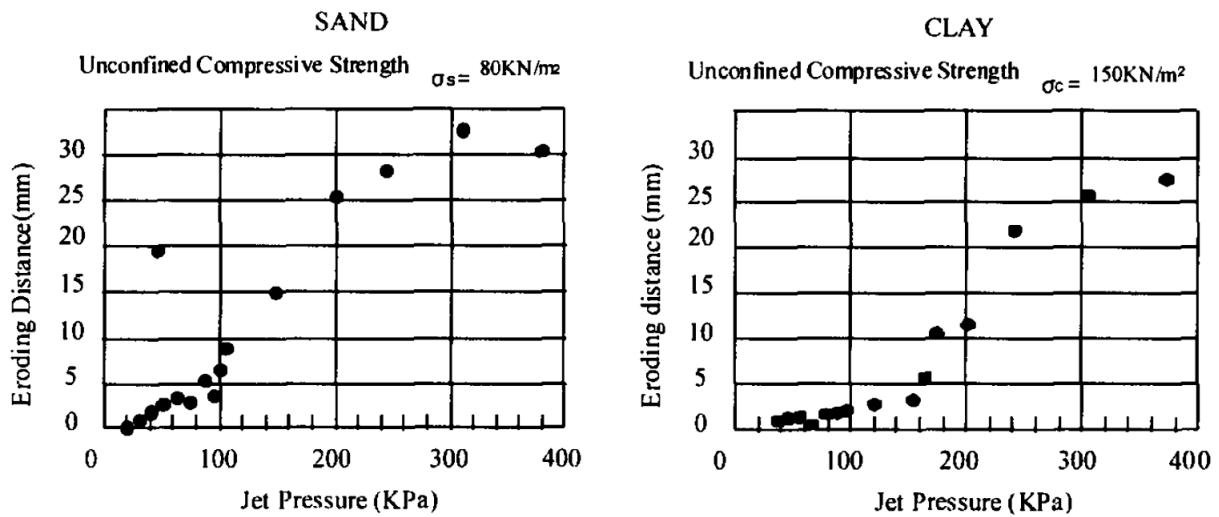 SAND
Unconfined Compressive Strength σs= 80KN/m2
Eroding Distance(mm)
30
25
20
15
10
5
0
0 100 200 300 400
Jet Pressure (KPa)
CLAY
Unconfined Compressive Strength σc = 150KN/m²
Eroding distance (mm)
30
25
20
15
10
5
0
0 100 200 300 400
Jet Pressure (KPa)